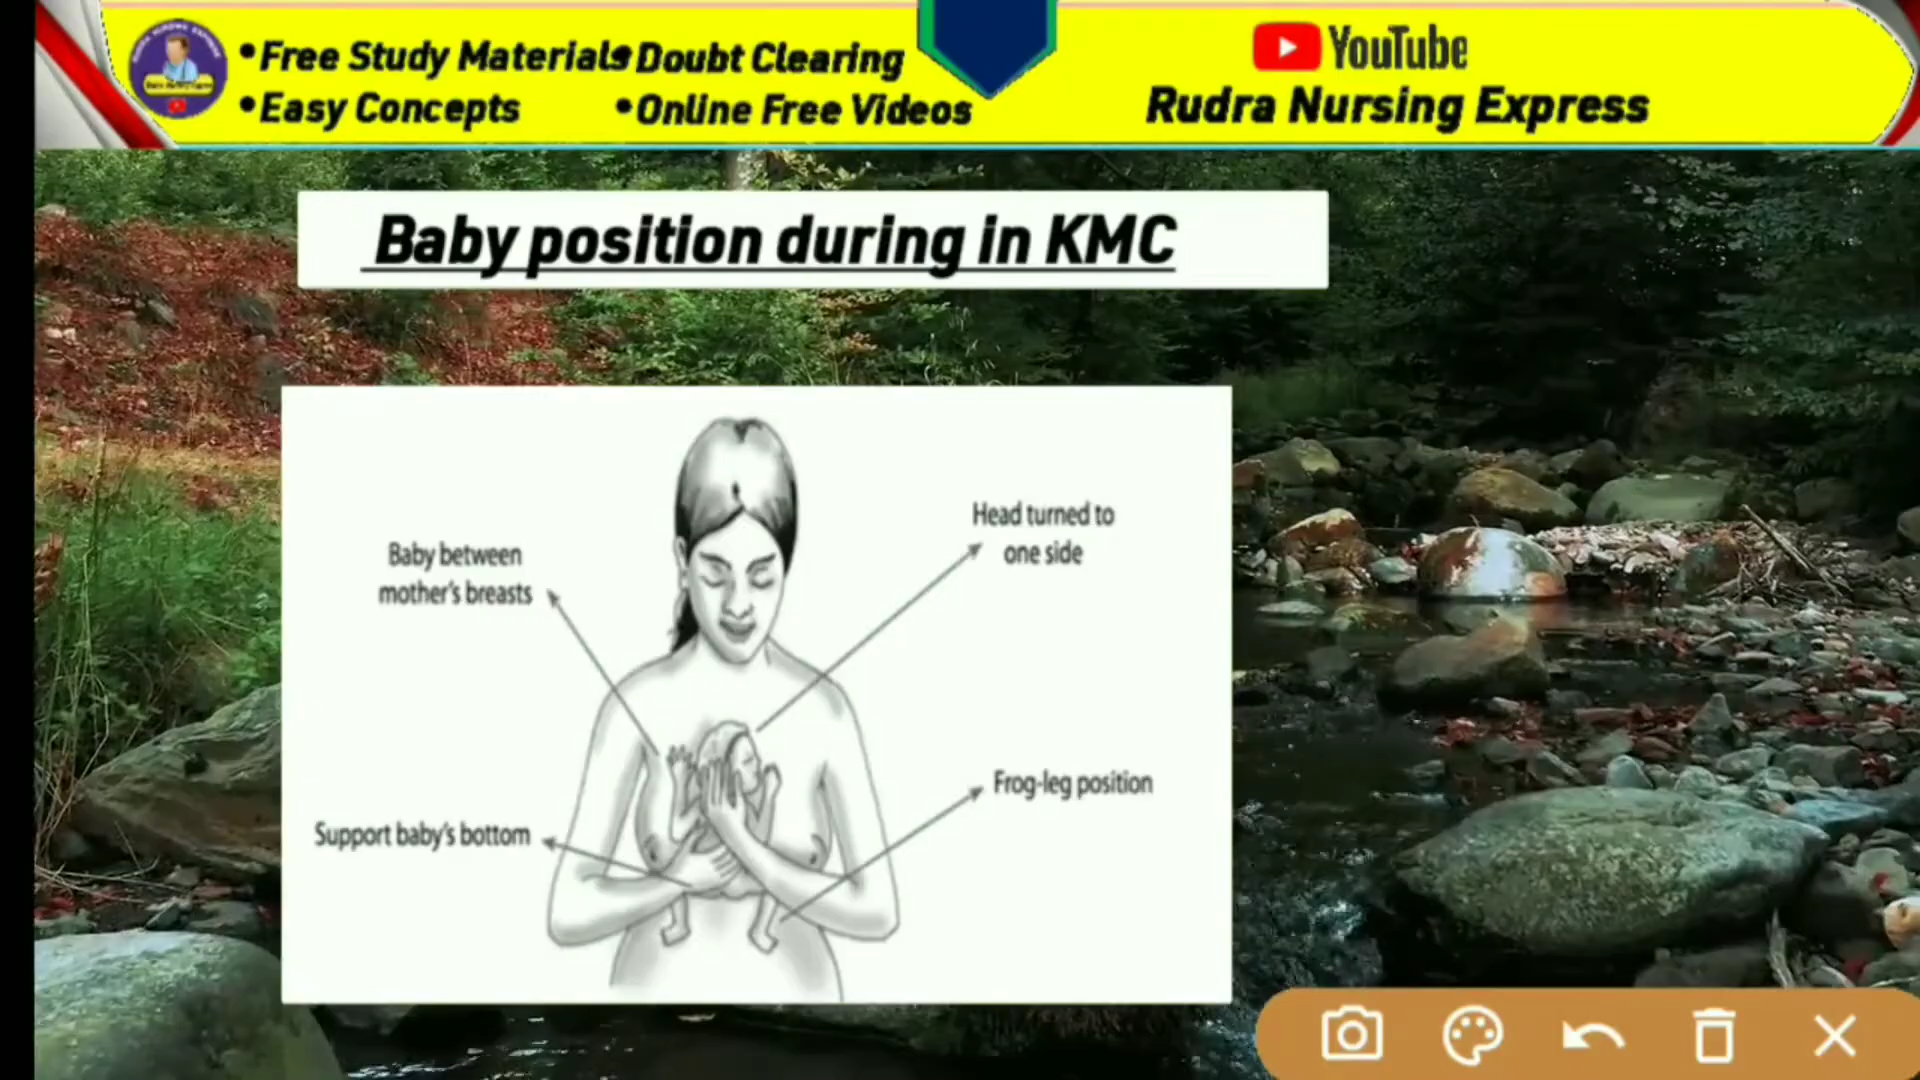 •Free Study Materials
•Easy Concepts
•Doubt Clearing
•Online Free Videos
YouTube
Rudra Nursing Express
Baby position during in KMC
Baby between
mother's breasts
Head turned to
one side
Support baby's bottom
Frog-leg position